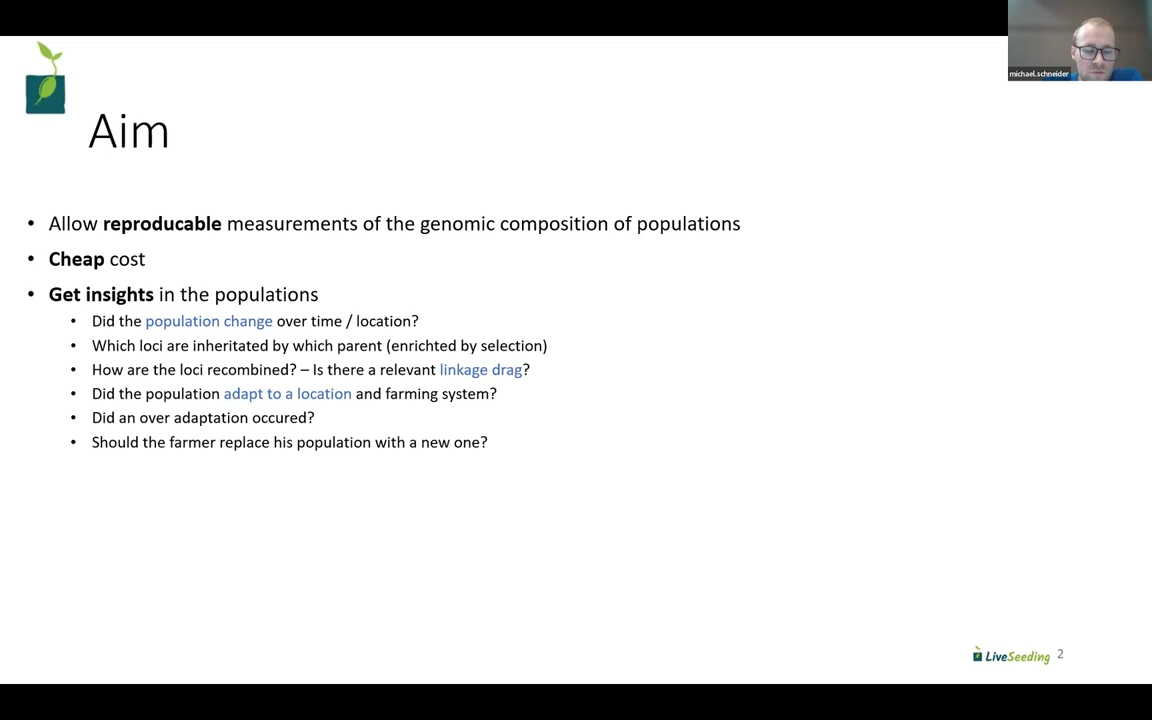 michael.schneider
Aim
• Allow reproducable measurements of the genomic composition of populations
• Cheap cost
• Get insights in the populations
• Did the population change over time / location?
• Which loci are inheritated by which parent (enrichted by selection)
• How are the loci recombined? – Is there a relevant linkage drag?
• Did the population adapt to a location and farming system?
• Did an over adaptation occured?
• Should the farmer replace his population with a new one?
LiveSeeding 2